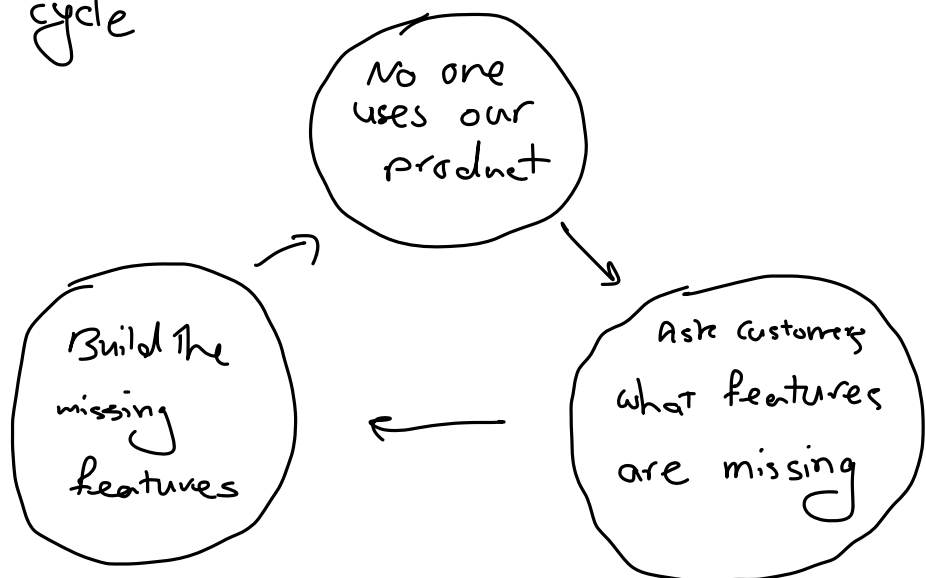 cycle
No one
uses our
product
Ask customers
what features
are missing
Build the
missing
features